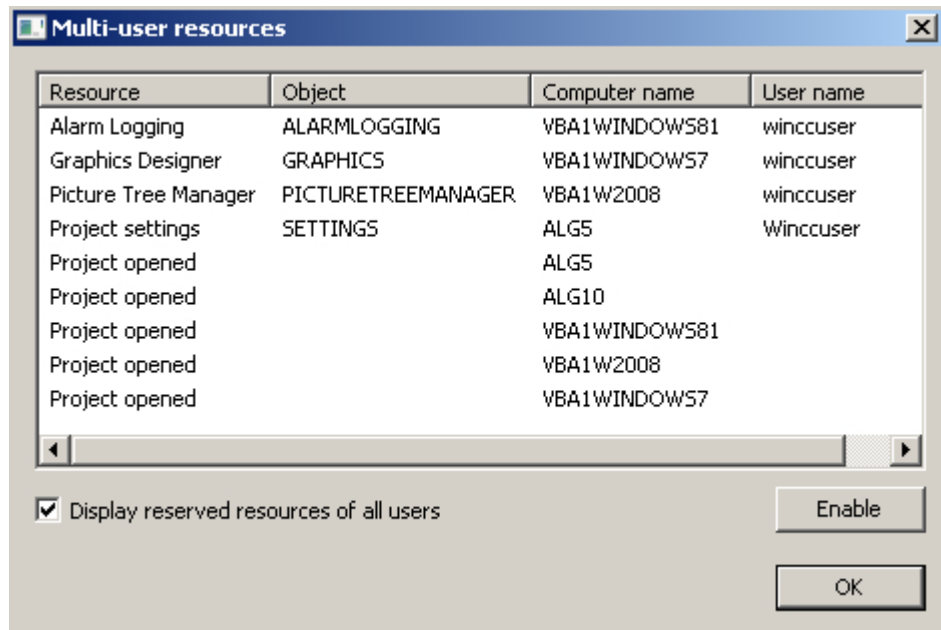 Multi-user resources
Resource Object Computer name User name
Alarm Logging ALARMLOGGING VBA1WINDOWS81 winccuser
Graphics Designer GRAPHICS VBA1WINDOWS7 winccuser
Picture Tree Manager PICTURETREEMANAGER VBA1W2008 winccuser
Project settings SETTINGS ALG5 Winccuser
Project opened ALG5
Project opened ALG10
Project opened VBA1WINDOWS81
Project opened VBA1W2008
Project opened VBA1WINDOWS7
Display reserved resources of all users Enable
OK